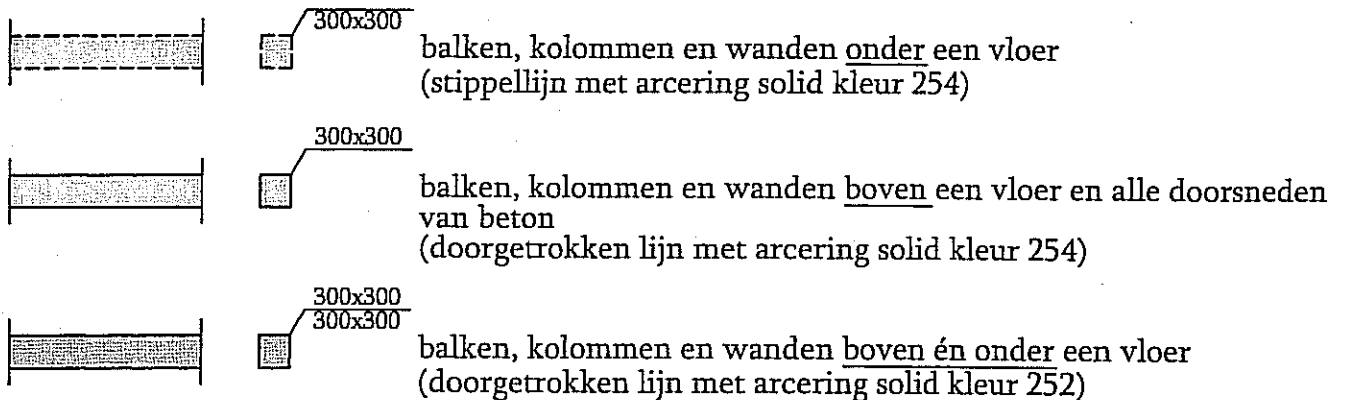 300x300
balken, kolommen en wanden onder een vloer
(stippellijn met arcering solid kleur 254)
300x300
balken, kolommen en wanden boven een vloer en alle doorsneden
van beton
(doorgetrokken lijn met arcering solid kleur 254)
300x300
300x300
balken, kolommen en wanden boven én onder een vloer
(doorgetrokken lijn met arcering solid kleur 252)